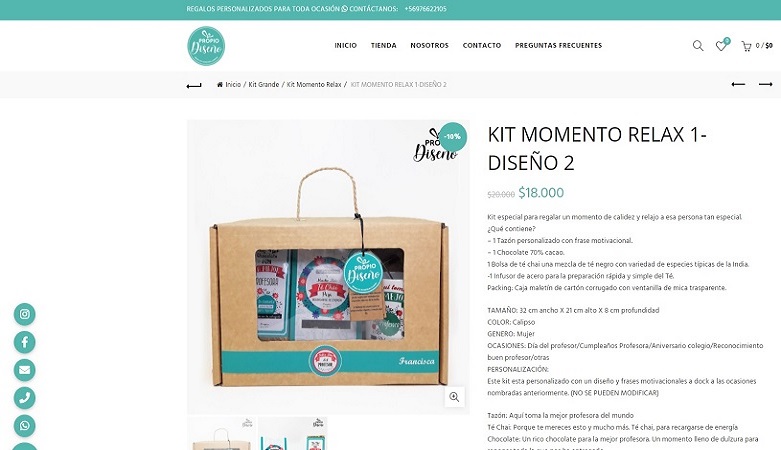 REGALOS PERSONALIZADOS PARA TODA OCASIÓN CONTÁCTANOS: +56976622105
PROPIO
Diseño
INICIO TIENDA NOSOTROS CONTACTO PREGUNTAS FRECUENTES
0
0 / $0
Inicio / Kit Grande / Kit Momento Relax / KIT MOMENTO RELAX 1-DISEÑO 2
-10%
Diseño
PROPIO
Diseño
PROFESORA
Té Chai
Francisca
KIT MOMENTO RELAX 1-
DISEÑO 2
$20.000 $18.000
Kit especial para regalar un momento de calidez y relajo a esa persona tan especial.
¿Qué contiene?
– 1 Tazón personalizado con frase motivacional.
– 1 Chocolate 70% cacao.
1 Bolsa de té chai una mezcla de té negro con variedad de especies típicas de la India.
-1 Infusor de acero para la preparación rápida y simple del Té.
Packing: Caja maletín de cartón corrugado con ventanilla de mica trasparente.
TAMAÑO: 32 cm ancho X 21 cm alto X 8 cm profundidad
COLOR: Calipso
GENERO: Mujer
OCASIONES: Día del profesor/Cumpleaños Profesora/Aniversario colegio/Reconocimiento
buen profesor/otras
PERSONALIZACIÓN:
Este kit esta personalizado con un diseño y frases motivacionales a dock a las ocasiones
nombradas anteriormente. (NO SE PUEDEN MODIFICAR)
Tazón: Aquí toma la mejor profesora del mundo
Té Chai: Porque te mereces esto y mucho más. Té chai, para recargarse de energía
Chocolate: Un rico chocolate para la mejor profesora. Un momento lleno de dulzura para